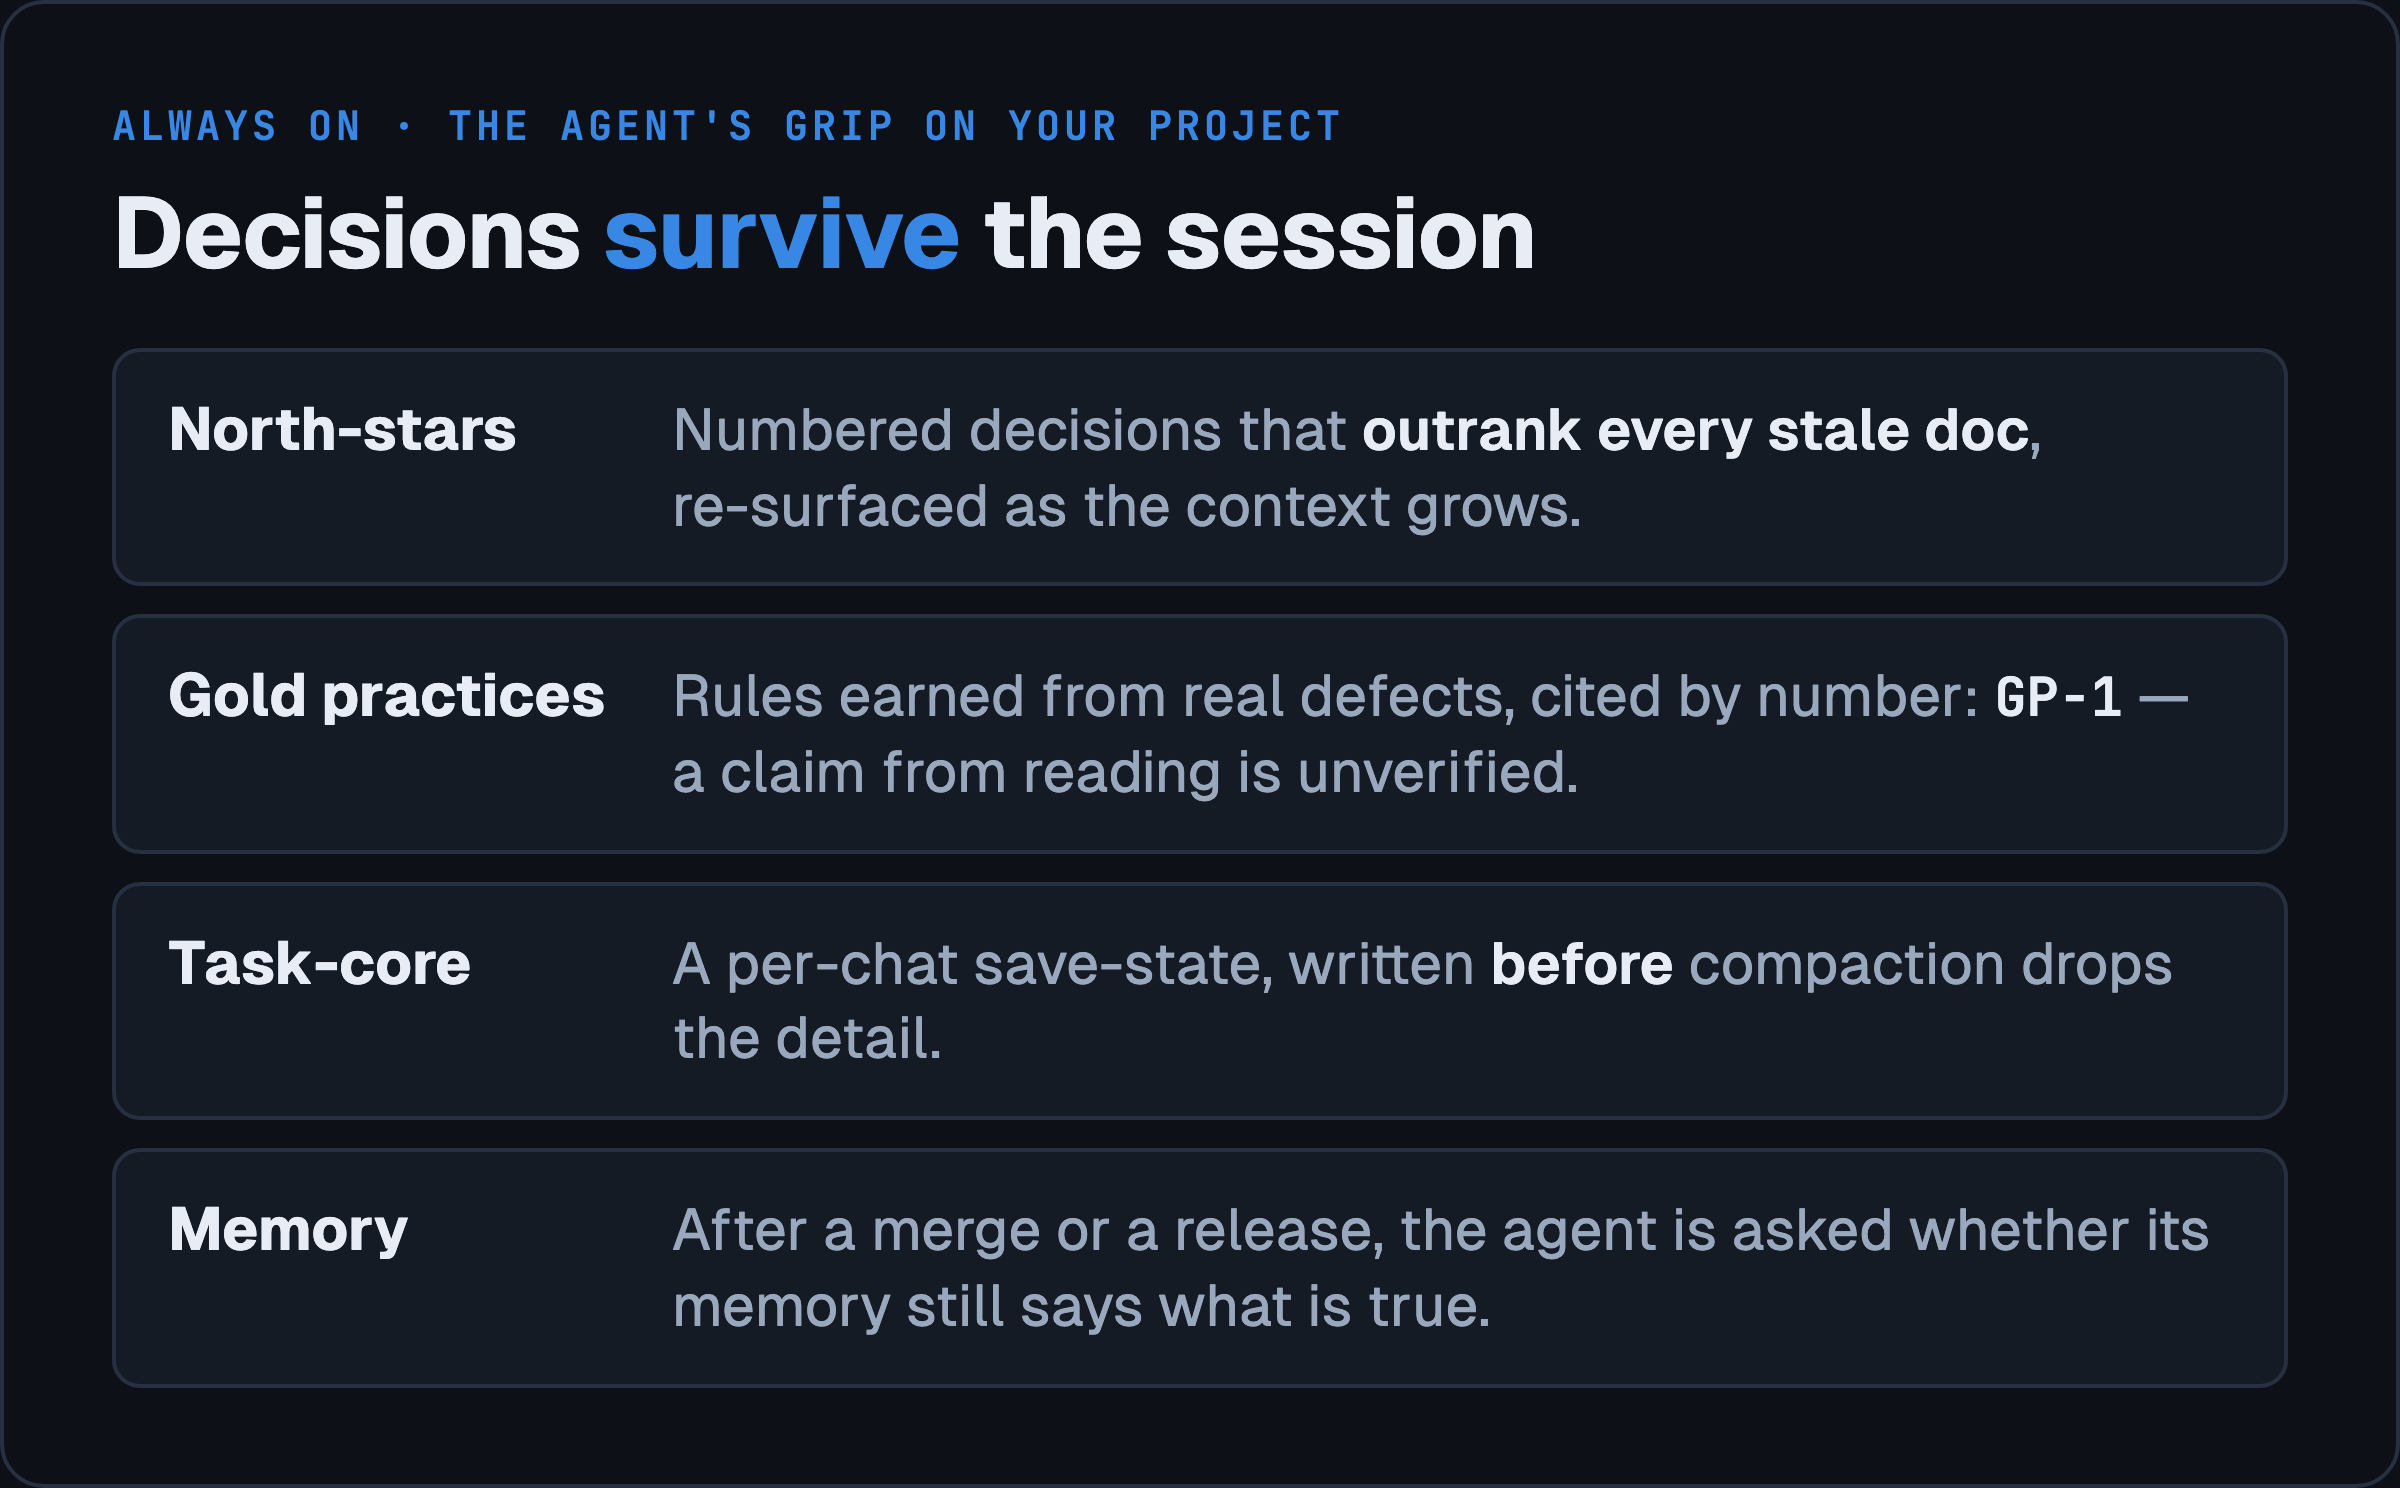 ALWAYS ON · THE AGENT'S GRIP ON YOUR PROJECT
Decisions survive the session
North-stars
Numbered decisions that outrank every stale doc,
re-surfaced as the context grows.
Gold practices
Rules earned from real defects, cited by number: GP-1 —
a claim from reading is unverified.
Task-core
A per-chat save-state, written before compaction drops
the detail.
Memory
After a merge or a release, the agent is asked whether its
memory still says what is true.